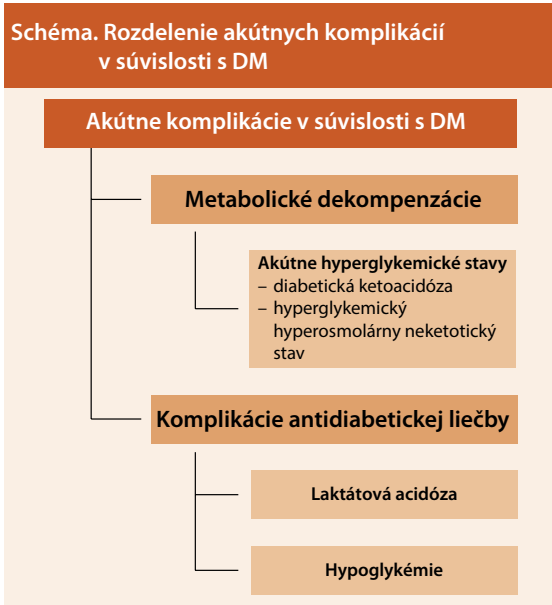 Schéma. Rozdelenie akútnych komplikácií
v súvislosti s DM
Akútne komplikácie v súvislosti s DM
Metabolické dekompenzácie
Akútne hyperglykemické stavy
– diabetická ketoacidóza
– hyperglykemický
hyperosmolárny neketotický
stav
Komplikácie antidiabetickej liečby
Laktátová acidóza
Hypoglykémie